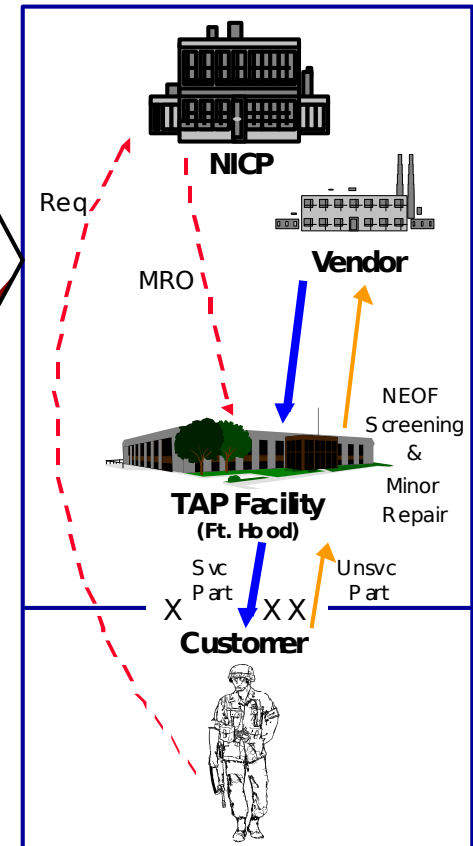 NICP
Req
Vendor
MRO
NEOF
Screening
&
Minor
Repair
TAP Facility
(Ft. Hood)
Svc
Part
Unsvc
Part
X
XX
Customer